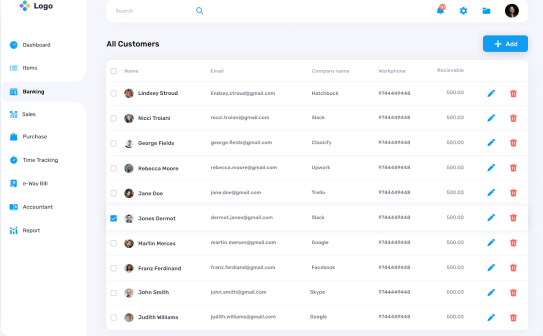 Logo
Search
Dashboard
Items
Banking
Sales
Purchase
Time Tracking
e-Way Bill
Accountant
Report
All Customers
+ Add
Name Email Company name Workphone Recievable
Lindsey Stroud lindsey.stroud@gmail.com Hatchbuck 9744449448 500.00
Nicci Troiani nicci.troiani@gmail.com Slack 9744449448 500.00
George Fields george.fields@gmail.com Clockify 9744449448 500.00
Rebecca Moore rebecca.moore@gmail.com Upwork 9744449448 500.00
Jane Doe jane.doe@gmail.com Trello 9744449448 500.00
Jones Dermot dermot.jones@gmail.com Slack 9744449448 500.00
Martin Merces martin.merces@gmail.com Google 9744449448 500.00
Franz Ferdinand franz.ferdiand@gmail.com Facebook 9744449448 500.00
John Smith john.smith@gmail.com Skype 9744449448 500.00
Judith Williams judith.williams@gmail.com Google 9744449448 500.00